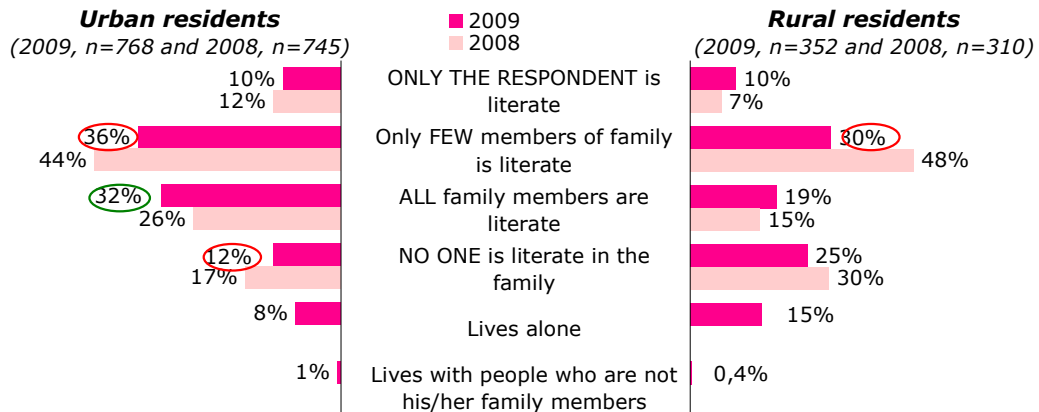 Urban residents
(2009, n=768 and 2008, n=745)
2009
2008
Rural residents
(2009, n=352 and 2008, n=310)
10%
12%
ONLY THE RESPONDENT is
literate
10%
7%
36%
44%
Only FEW members of family
is literate
30%
48%
32%
26%
ALL family members are
literate
19%
15%
12%
17%
NO ONE is literate in the
family
25%
30%
8%
Lives alone
15%
1%
Lives with people who are not
his/her family members
0,4%